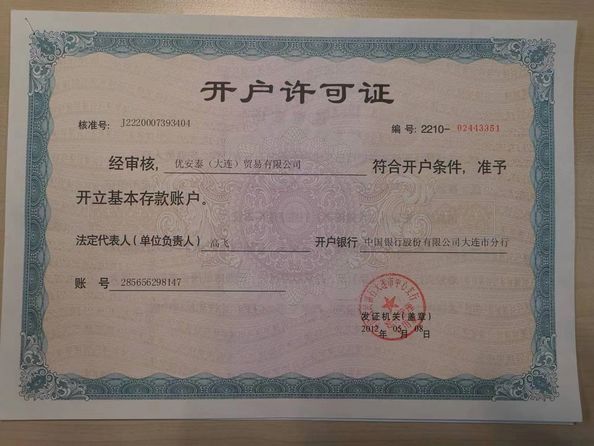 开户许可证
核准号: J2220007393404 编号: 2210-02443351
经审核, 优安泰（大连）贸易有限公司 符合开户条件, 准予
开立基本存款账户。
法定代表人（单位负责人） 高飞 开户银行 中国银行股份有限公司大连市分行
账 号 285656298147
发证机关(盖章)
2012 年 05 月 08 日